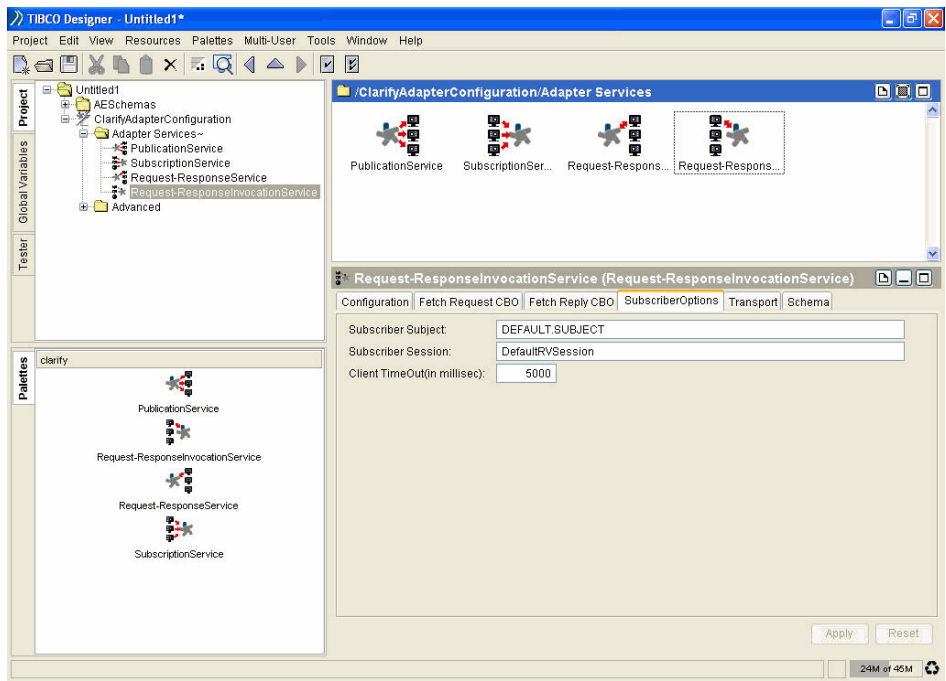 TIBCO Designer - Untitled1*
Project Edit View Resources Palettes Multi-User Tools Window Help
Project
Global Variables
Tester
Untitled1
AESchemas
ClarifyAdapterConfiguration
Adapter Services~
PublicationService
SubscriptionService
Request-ResponseService
Request-ResponseInvocationService
Advanced
/ClarifyAdapterConfiguration/Adapter Services
PublicationService SubscriptionSer... Request-Respons... Request-Respons...
Request-ResponseInvocationService (Request-ResponseInvocationService)
Configuration Fetch Request CBO Fetch Reply CBO SubscriberOptions Transport Schema
Subscriber Subject: DEFAULT.SUBJECT
Subscriber Session: DefaultRVSession
Client TimeOut(in millisec): 5000
Palettes
clarify
PublicationService
Request-ResponseInvocationService
Request-ResponseService
SubscriptionService
Apply Reset
24M of 45M